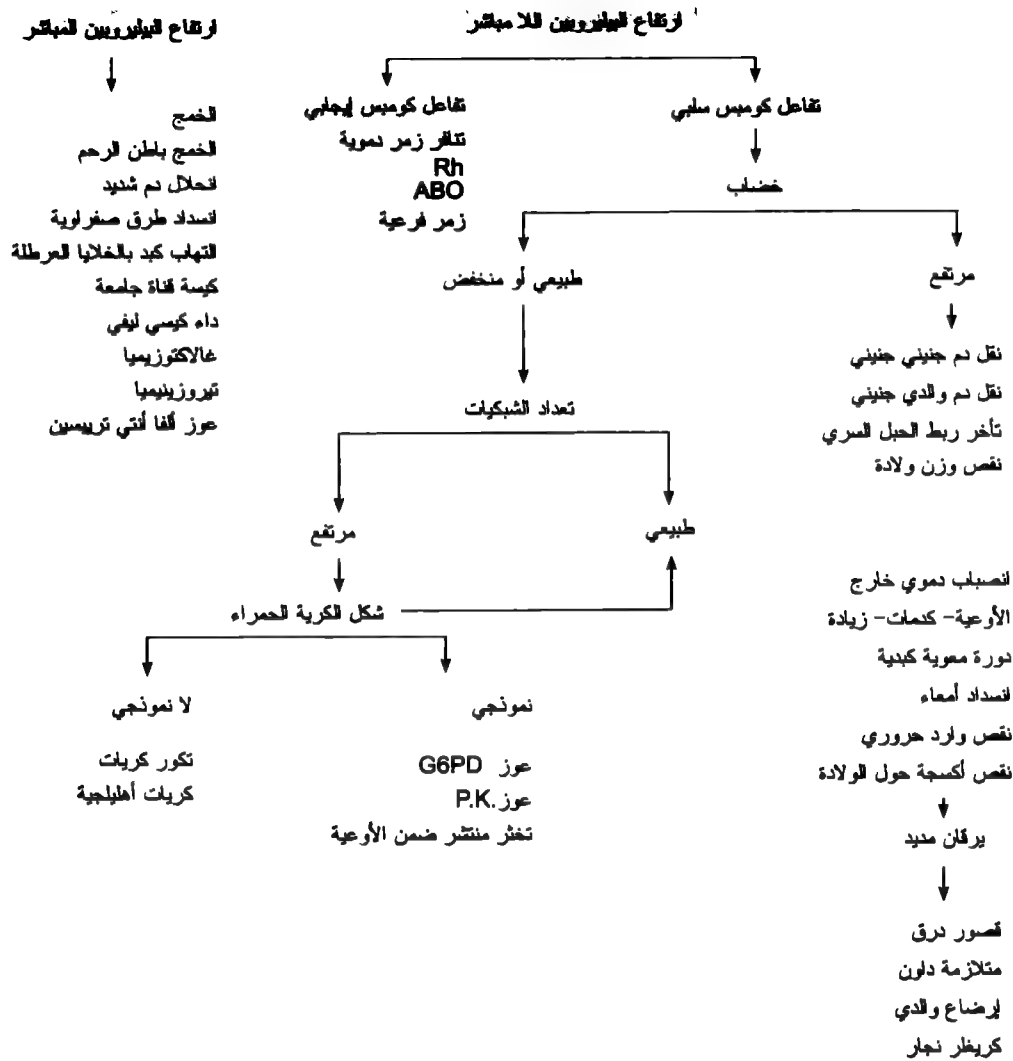 ارتفاع البيليروبين المباشر
الخمج
الخمج باطن الرحم
انحلال دم شديد
انسداد طرق صفراوية
التهاب كبد بالخلايا العرطلة
كيسة قناة جامعة
داء كيسي ليفي
غالاكتوزيميا
تيروزينيميا
عوز ألفا أنتي تريبسين
ارتفاع البيليروبين اللا مباشر
تفاعل كومبس إيجابي
تنافر زمر دموية
Rh
ABO
زمر فرعية
تفاعل كومبس سلبي
خضاب
طبيعي أو منخفض
مرتفع
نقل دم جنيني جنيني
نقل دم والدي جنيني
تأخر ربط الحبل السري
نقص وزن ولادة
تعداد الشبكيات
مرتفع
طبيعي
شكل الكرية الحمراء
لا نموذجي
تكور كريات
كريات أهليلجية
نموذجي
عوز G6PD
عوز P.K.
تخثر منتشر ضمن الأوعية
انصباب دموي خارج
الأوعية- كدمات- زيادة
دورة معوية كبدية
انسداد أمعاء
نقص وارد حروري
نقص أكسجة حول الولادة
يرقان مديد
قصور درق
متلازمة داون
إرضاع والدي
كريغلر نجار